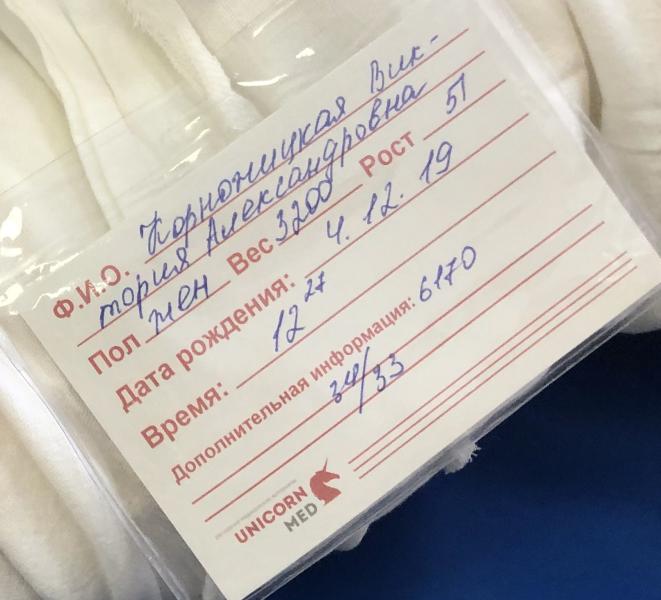 Ф.И.О. Корноницкая Вик-
тория Александровна
Пол жен Вес 3200 Рост 51
Дата рождения: 4.12.19
Время: 12 27
Дополнительная информация: 6170
34/33
UNICORN
MED